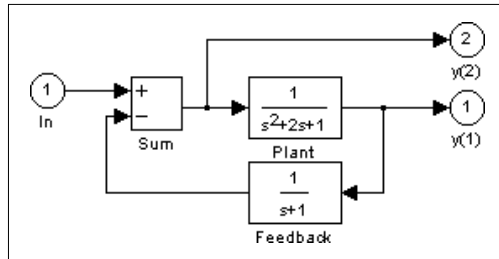 2
y(2)
1
In
+
−
Sum
1
s²+2s+1
Plant
1
y(1)
1
s+1
Feedback